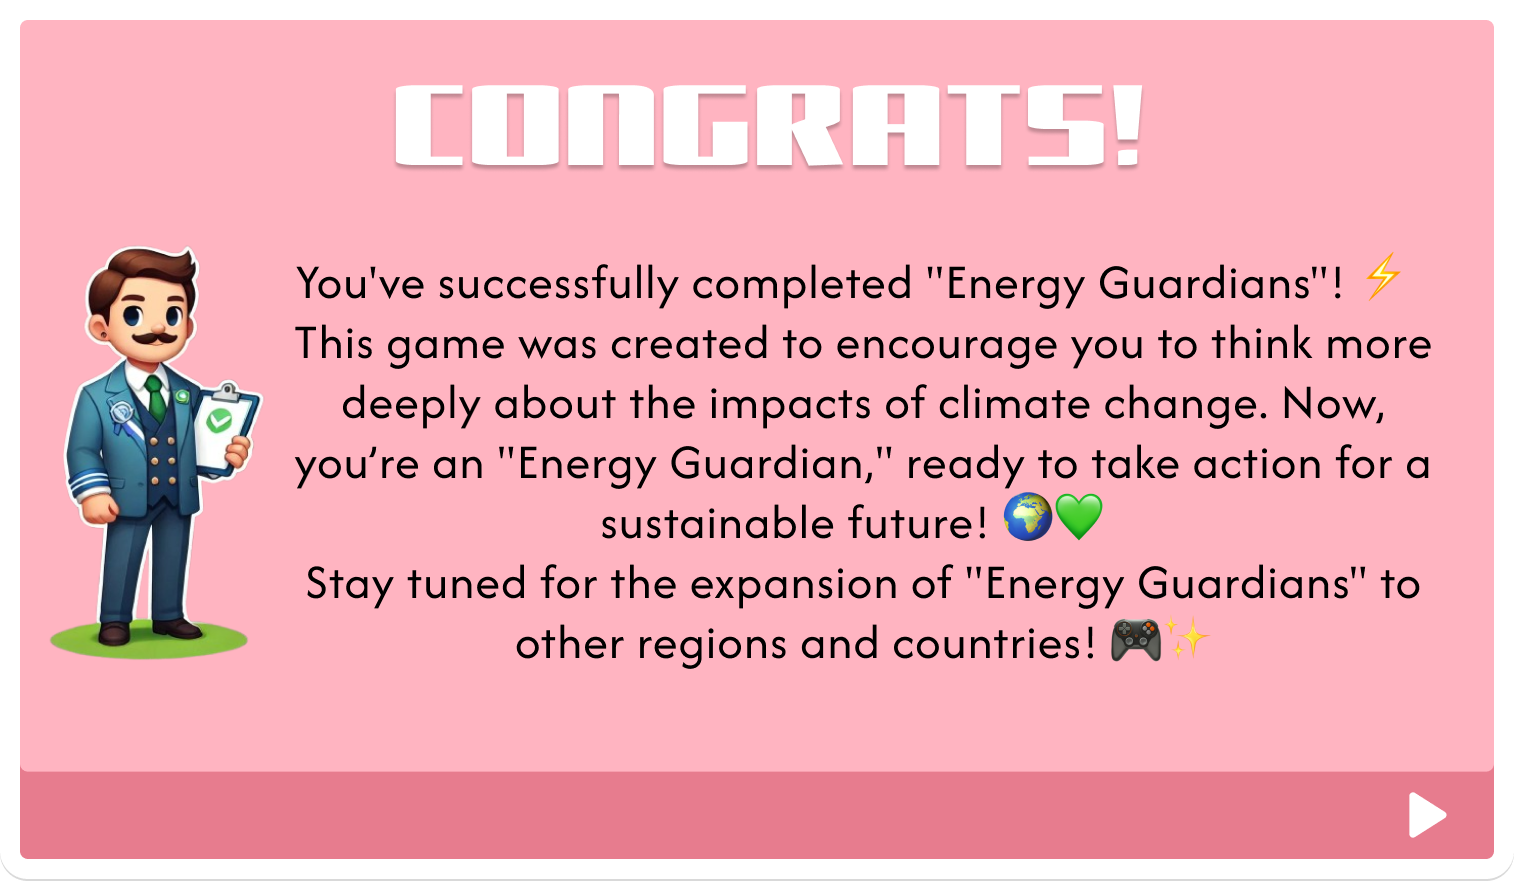 CONGRATS!
You've successfully completed "Energy Guardians"! ⚡
This game was created to encourage you to think more
deeply about the impacts of climate change. Now,
you’re an "Energy Guardian," ready to take action for a
sustainable future! 🌍💚
Stay tuned for the expansion of "Energy Guardians" to
other regions and countries! 🎮✨